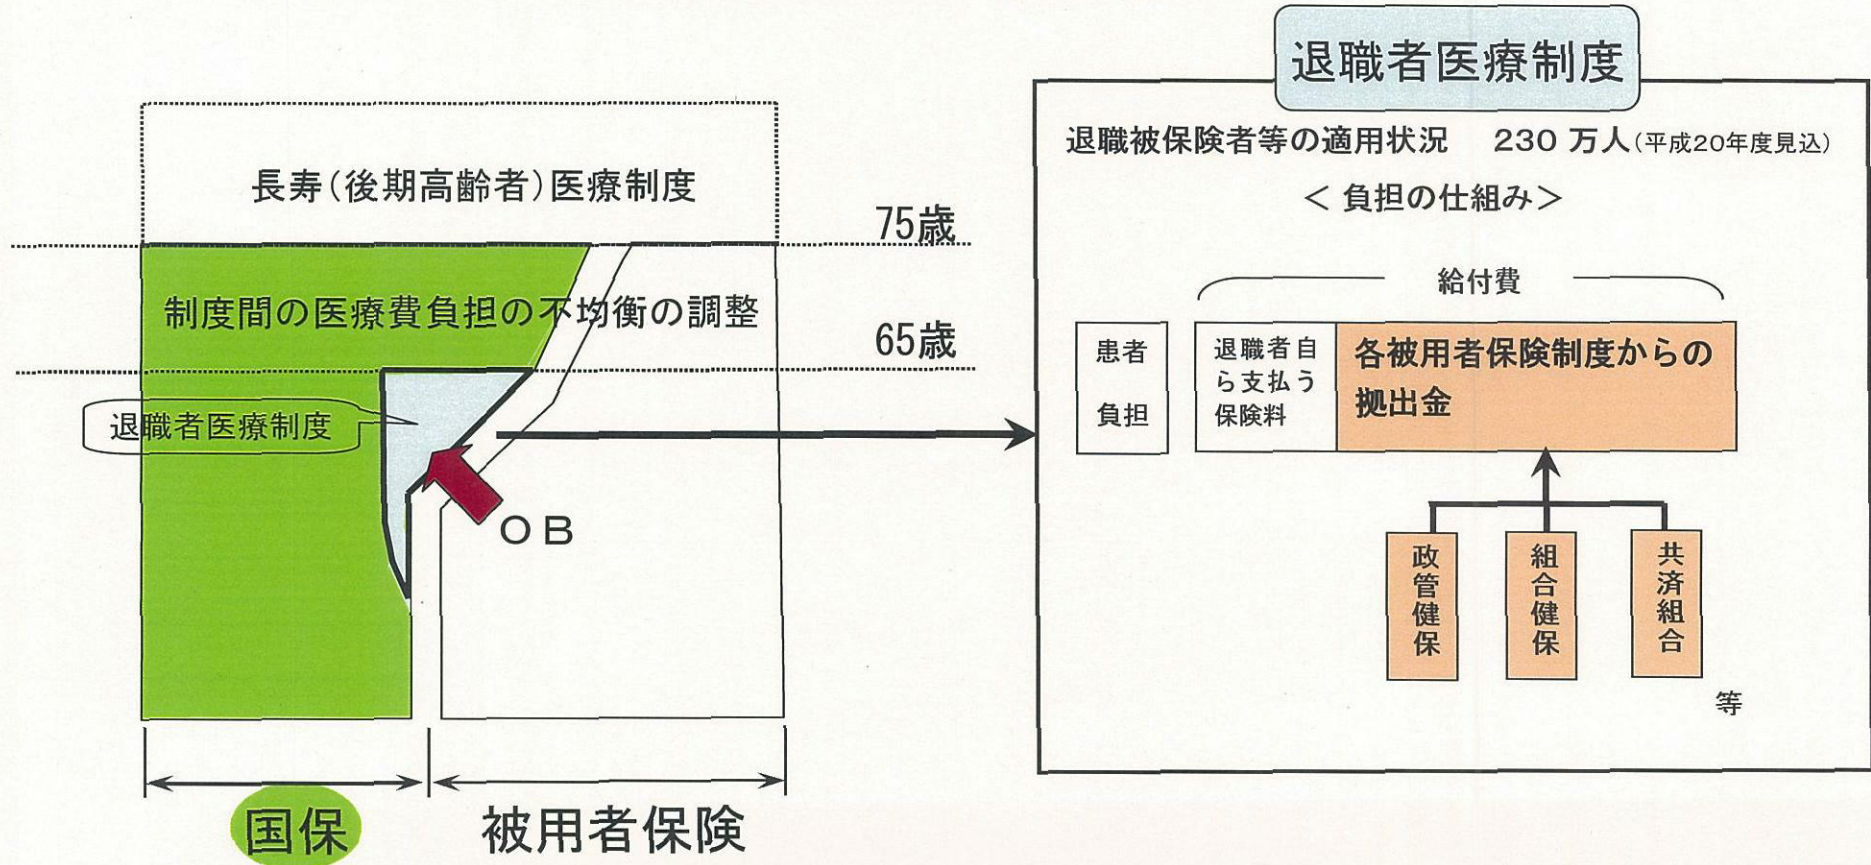 長寿(後期高齢者)医療制度
75歳
制度間の医療費負担の不均衡の調整
65歳
退職者医療制度
OB
国保
被用者保険
退職者医療制度
退職被保険者等の適用状況 230 万人(平成20年度見込)
＜ 負担の仕組み＞
給付費
患者
負担
退職者自
ら支払う
保険料
各被用者保険制度からの
拠出金
政管健保
組合健保
共済組合
等